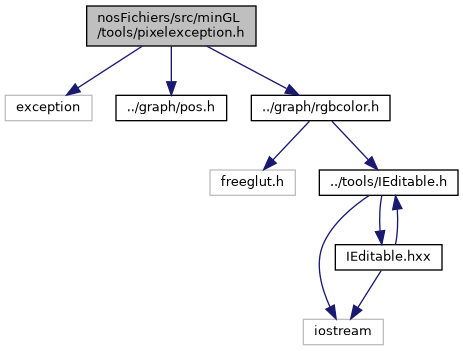 nosFichiers/src/minGL
/tools/pixelexception.h
exception
../graph/pos.h
../graph/rgbcolor.h
freeglut.h
../tools/IEditable.h
IEditable.hxx
iostream